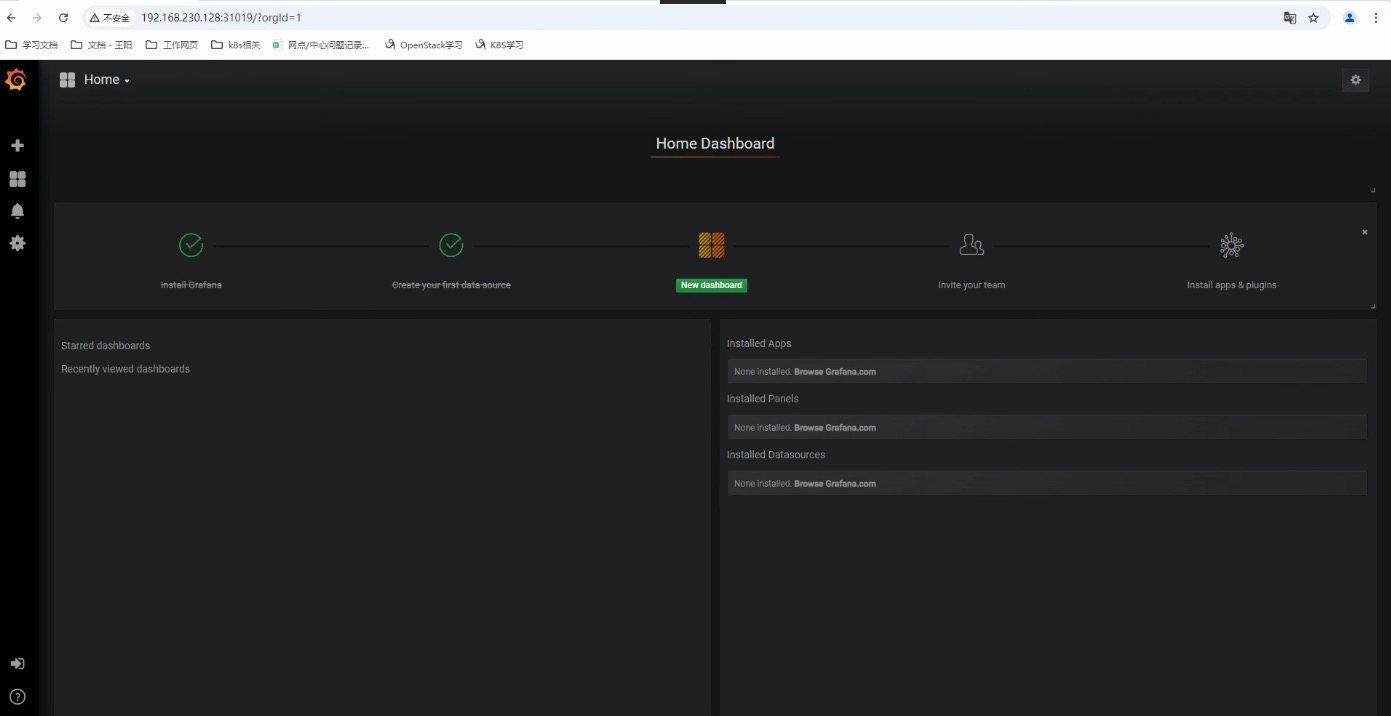 不安全 192.168.230.128:31019/?orgId=1
学习文档 文档 - 王阳 工作网页 k8s相关 网点/中心问题记录... OpenStack学习 K8S学习
Home
Home Dashboard
Install Grafana Create your first data source New dashboard Invite your team Install apps & plugins
Starred dashboards
Recently viewed dashboards
Installed Apps
None installed. Browse Grafana.com
Installed Panels
None installed. Browse Grafana.com
Installed Datasources
None installed. Browse Grafana.com